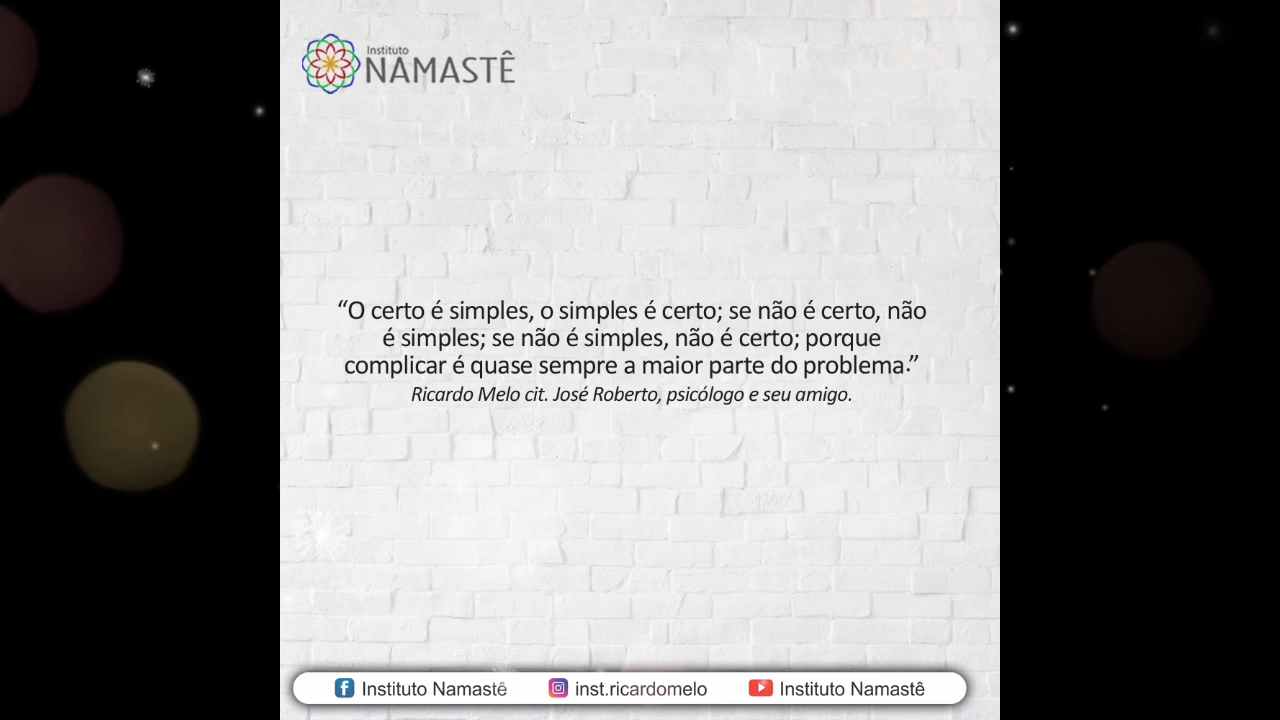 Instituto
NAMASTÊ
“O certo é simples, o simples é certo; se não é certo, não
é simples; se não é simples, não é certo; porque
complicar é quase sempre a maior parte do problema.”
Ricardo Melo cit. José Roberto, psicólogo e seu amigo.
Instituto Namastê inst.ricardomelo Instituto Namastê